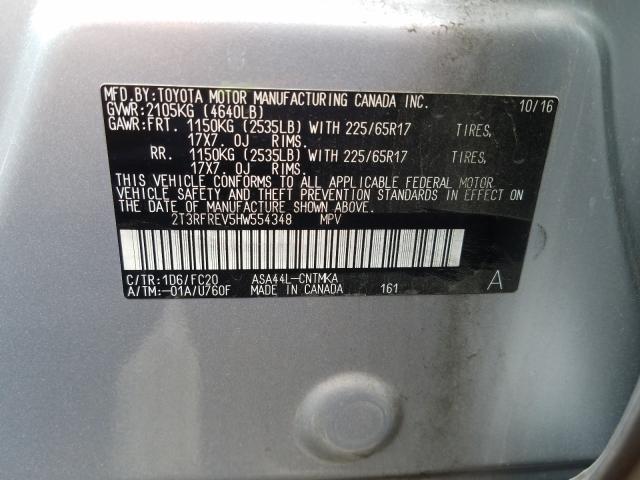 MFD.BY:TOYOTA MOTOR MANUFACTURING CANADA INC. 10/16
GVWR:2105KG (4640LB)
GAWR:FRT. 1150KG (2535LB) WITH 225/65R17 TIRES,
17X7. 0J RIMS.
RR. 1150KG (2535LB) WITH 225/65R17 TIRES,
17X7. 0J RIMS.
THIS VEHICLE CONFORMS TO ALL APPLICABLE FEDERAL MOTOR
VEHICLE SAFETY AND THEFT PREVENTION STANDARDS IN EFFECT ON
THE DATE OF MANUFACTURE SHOWN ABOVE.
2T3RFREV5HW554348 MPV
C/TR:1D6/FC20 ASA44L-CNTMKA
A/TM:-01A/U760F MADE IN CANADA 161 A